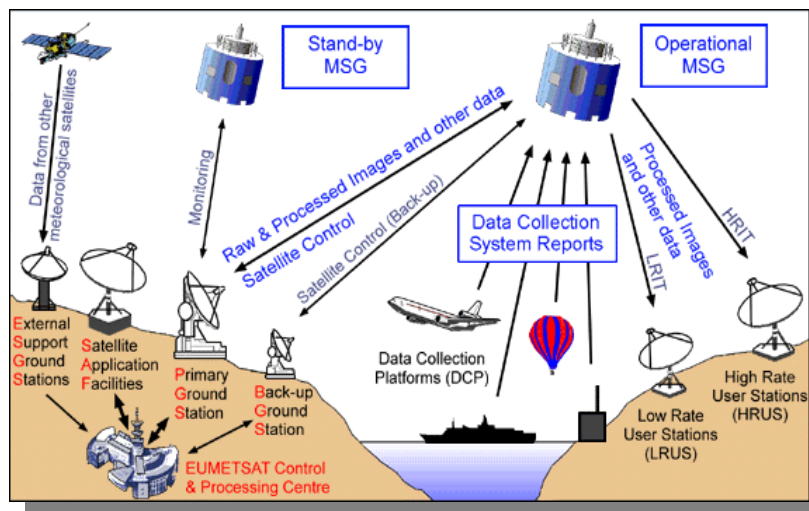 Stand-by
MSG
Operational
MSG
Data from other
meteorological satellites
Monitoring
Raw & Processed Images and other data
Satellite Control
Satellite Control (Back-up)
Data Collection
System Reports
Processed Images
and other data
LRIT
HRIT
External
Support
Ground
Stations
Satellite
Application
Facilities
Primary
Ground
Station
Back-up
Ground
Station
EUMETSAT Control
& Processing Centre
Data Collection
Platforms (DCP)
Low Rate
User Stations
(LRUS)
High Rate
User Stations
(HRUS)